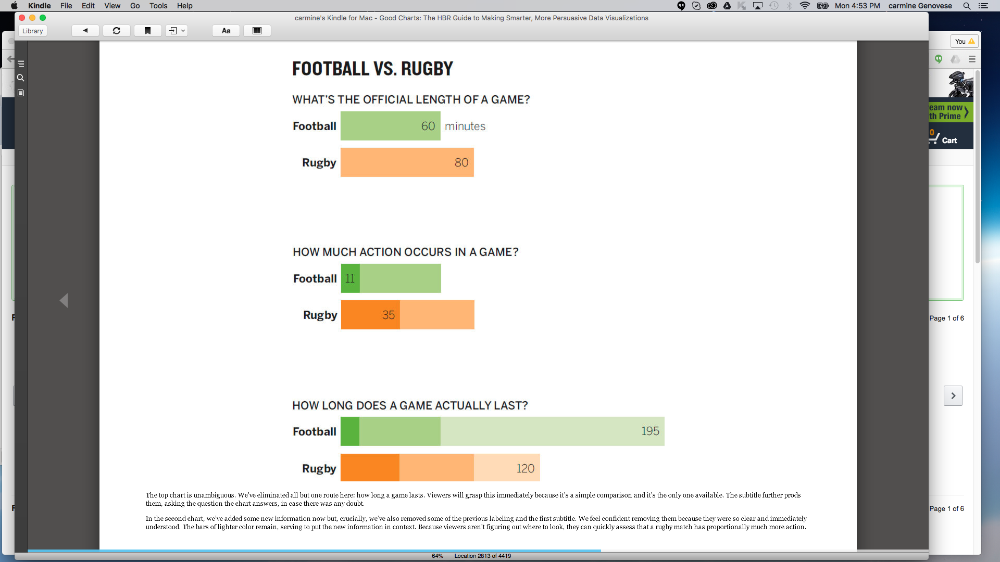 Kindle File Edit View Go Tools Help
Mon 4:53 PM carmine Genovese
carmine's Kindle for Mac - Good Charts: The HBR Guide to Making Smarter, More Persuasive Data Visualizations
Library
Aa
You
FOOTBALL VS. RUGBY
WHAT'S THE OFFICIAL LENGTH OF A GAME?
Football 60 minutes
Rugby 80
eam now
th Prime
0
Cart
HOW MUCH ACTION OCCURS IN A GAME?
Football 11
Rugby 35
Page 1 of 6
HOW LONG DOES A GAME ACTUALLY LAST?
Football 195
Rugby 120
The top chart is unambiguous. We've eliminated all but one route here: how long a game lasts. Viewers will grasp this immediately because it's a simple comparison and it's the only one available. The subtitle further prods
them, asking the question the chart answers, in case there was any doubt.
Page 1 of 6
In the second chart, we've added some new information now but, crucially, we've also removed some of the previous labeling and the first subtitle. We feel confident removing them because they were so clear and immediately
understood. The bars of lighter color remain, serving to put the new information in context. Because viewers aren't figuring out where to look, they can quickly assess that a rugby match has proportionally much more action.
64% Location 2813 of 4419